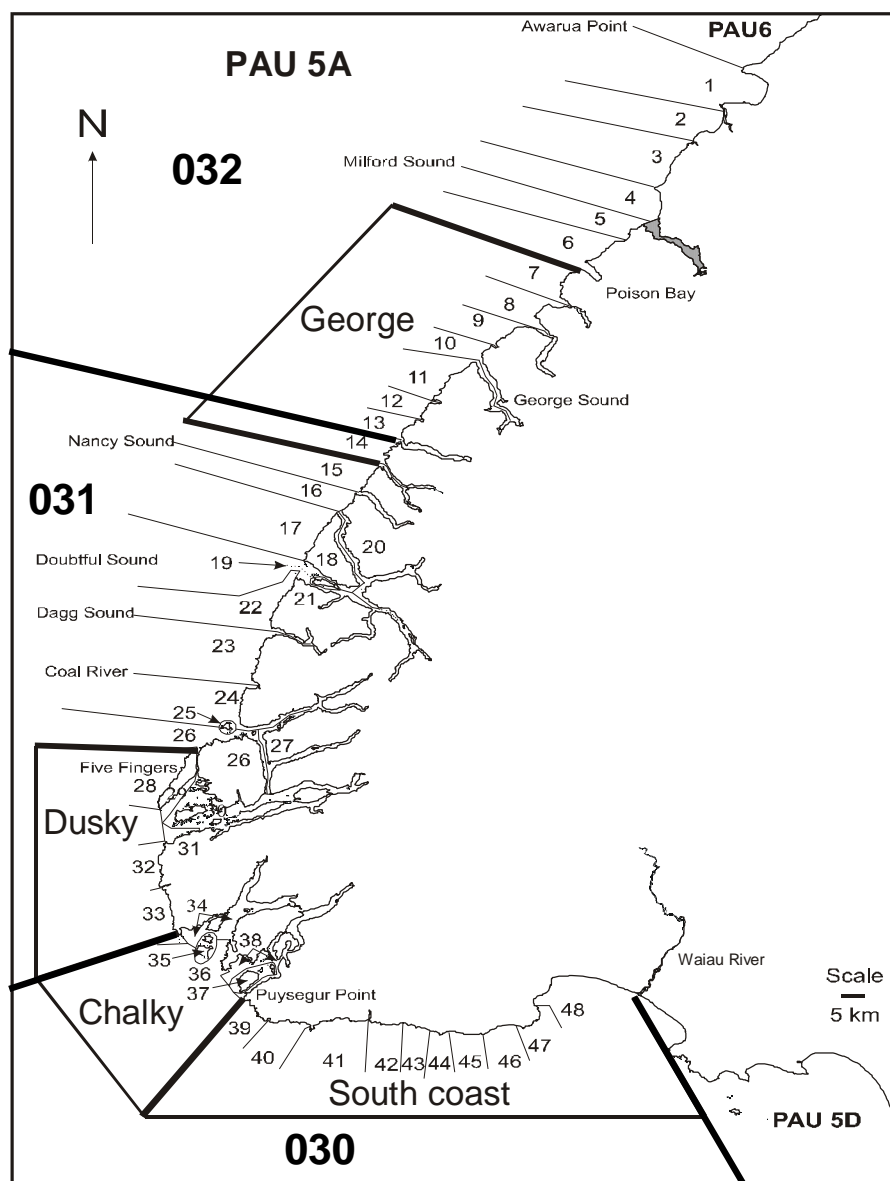 Awarua Point
PAU6
PAU 5A
1
N
2
032
3
Milford Sound
4
5
6
7
Poison Bay
8
George
9
10
11
George Sound
12
13
Nancy Sound
14
15
031
16
17
20
Doubtful Sound
19
18
21
22
Dagg Sound
23
Coal River
24
25
26
27
26
Five Fingers
28
Dusky
31
32
33
34
35
38
36
37
Waiau River
Chalky
Puysegur Point
Scale
5 km
39
48
40
41
42
43
44
45
46
47
South coast
PAU 5D
030